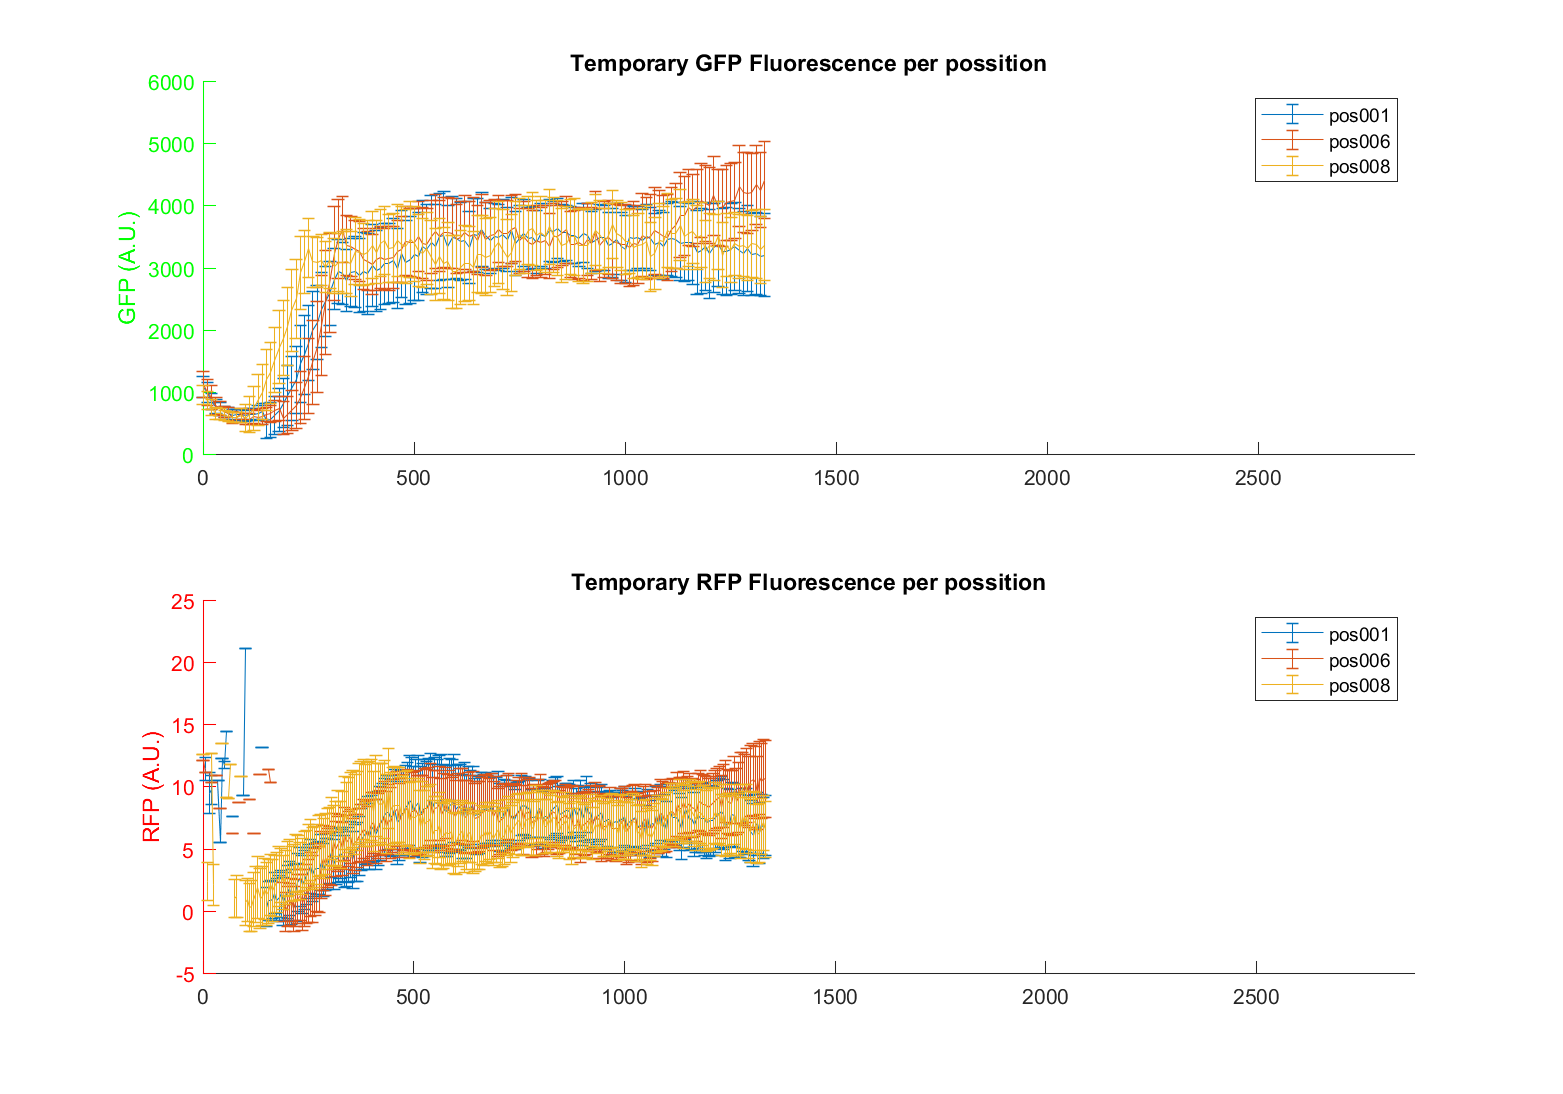 Temporary GFP Fluorescence per possition
6000
5000
4000
3000
2000
1000
0
GFP (A.U.)
0 500 1000 1500 2000 2500
pos001
pos006
pos008
Temporary RFP Fluorescence per possition
25
20
15
10
5
0
-5
RFP (A.U.)
0 500 1000 1500 2000 2500
pos001
pos006
pos008